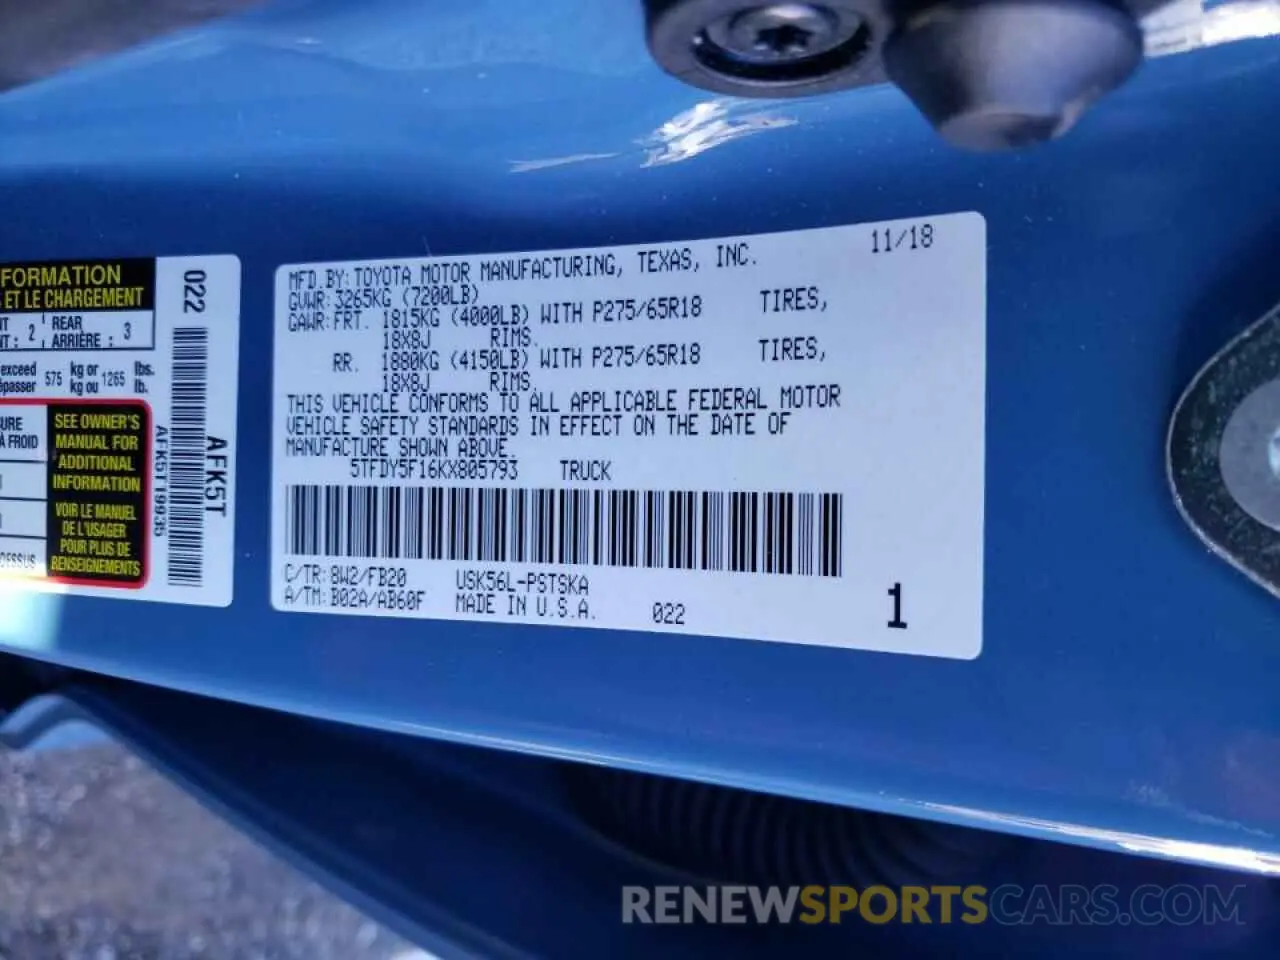 FORMATION
ET LE CHARGEMENT
2 REAR 3
: ARRIÈRE :
exceed 575 kg or 1265 lbs.
kg ou lb.
À FROID
SEE OWNER'S
MANUAL FOR
ADDITIONAL
INFORMATION
VOIR LE MANUEL
DE L'USAGER
POUR PLUS DE
RENSEIGNEMENTS
022
AFK5T
AFK5T19935
11/18
MFD.BY:TOYOTA MOTOR MANUFACTURING, TEXAS, INC.
GVWR:3265KG (7200LB)
GAWR:FRT. 1815KG (4000LB) WITH P275/65R18 TIRES,
18X8J RIMS.
RR. 1880KG (4150LB) WITH P275/65R18 TIRES,
18X8J RIMS.
THIS VEHICLE CONFORMS TO ALL APPLICABLE FEDERAL MOTOR
VEHICLE SAFETY STANDARDS IN EFFECT ON THE DATE OF
MANUFACTURE SHOWN ABOVE.
5TFDY5F16KX805793 TRUCK
C/TR:8W2/FB20 USK56L-PSTSKA
A/TM:B02A/AB60F MADE IN U.S.A. 022
1
RENEWSPORTSCARS.COM